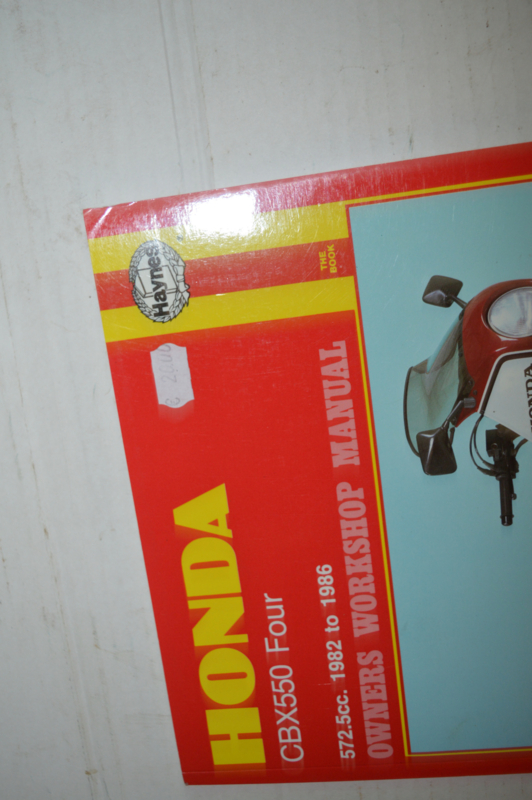 Haynes
THE
BOOK
HONDA
CBX550 Four
572.5cc. 1982 to 1986
OWNERS WORKSHOP MANUAL
HONDA